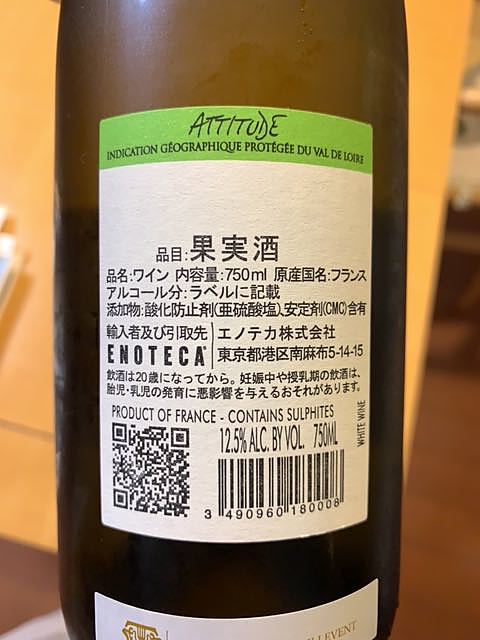 ATTITUDE
INDICATION GÉOGRAPHIQUE PROTÉGÉE DU VAL DE LOIRE
品目:果実酒
品名:ワイン 内容量:750ml 原産国名:フランス
アルコール分:ラベルに記載
添加物:酸化防止剤(亜硫酸塩)、安定剤(CMC)含有
輸入者及び引取先 エノテカ株式会社
ENOTECA 東京都港区南麻布5-14-15
飲酒は20歳になってから。妊娠中や授乳期の飲酒は、
胎児・乳児の発育に悪影響を与えるおそれがあります。
PRODUCT OF FRANCE - CONTAINS SULPHITES
12.5% ALC. BY VOL. 750ML
WHITE WINE
3 490960 180008